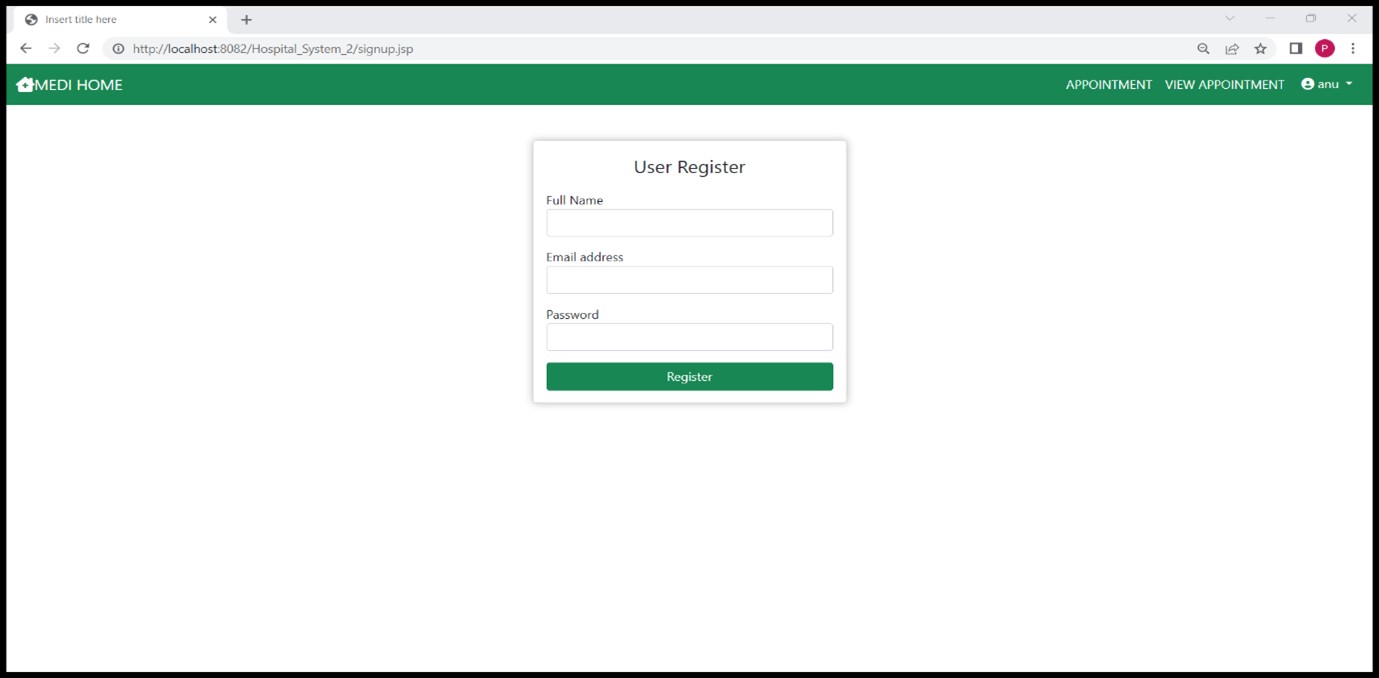 Insert title here
http://localhost:8082/Hospital_System_2/signup.jsp
P
MEDI HOME
APPOINTMENT VIEW APPOINTMENT anu
User Register
Full Name
Email address
Password
Register